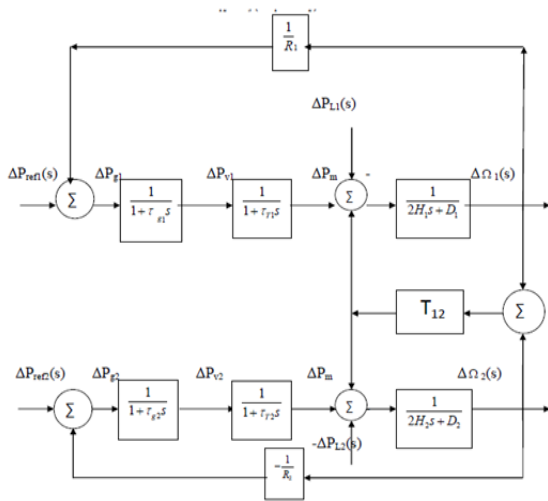 1
R1
ΔPL1(s)
ΔPref1(s) ΔPg1 ΔPv1 ΔPm - ΔΩ1(s)
Σ 1 1 Σ 1
1+τg1s 1+τT1s 2H1s+D1
T12 Σ
ΔPref2(s) ΔPg2 ΔPv2 ΔPm ΔΩ2(s)
Σ 1 1 Σ 1
1+τg2s 1+τT2s 2H2s+D2
-ΔPL2(s)
-1